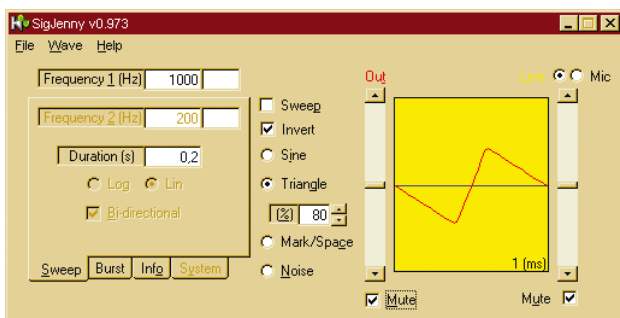 SigJenny v0.973
File Wave Help
Frequency 1 (Hz) 1000
Out
Line
Mic
Frequency 2 (Hz) 200
Sweep
Invert
Duration (s) 0,2
Sine
Log Lin
Triangle
Bi-directional
(%) 80
Mark/Space
Sweep Burst Info System
Noise
1 (ms)
Mute
Mute